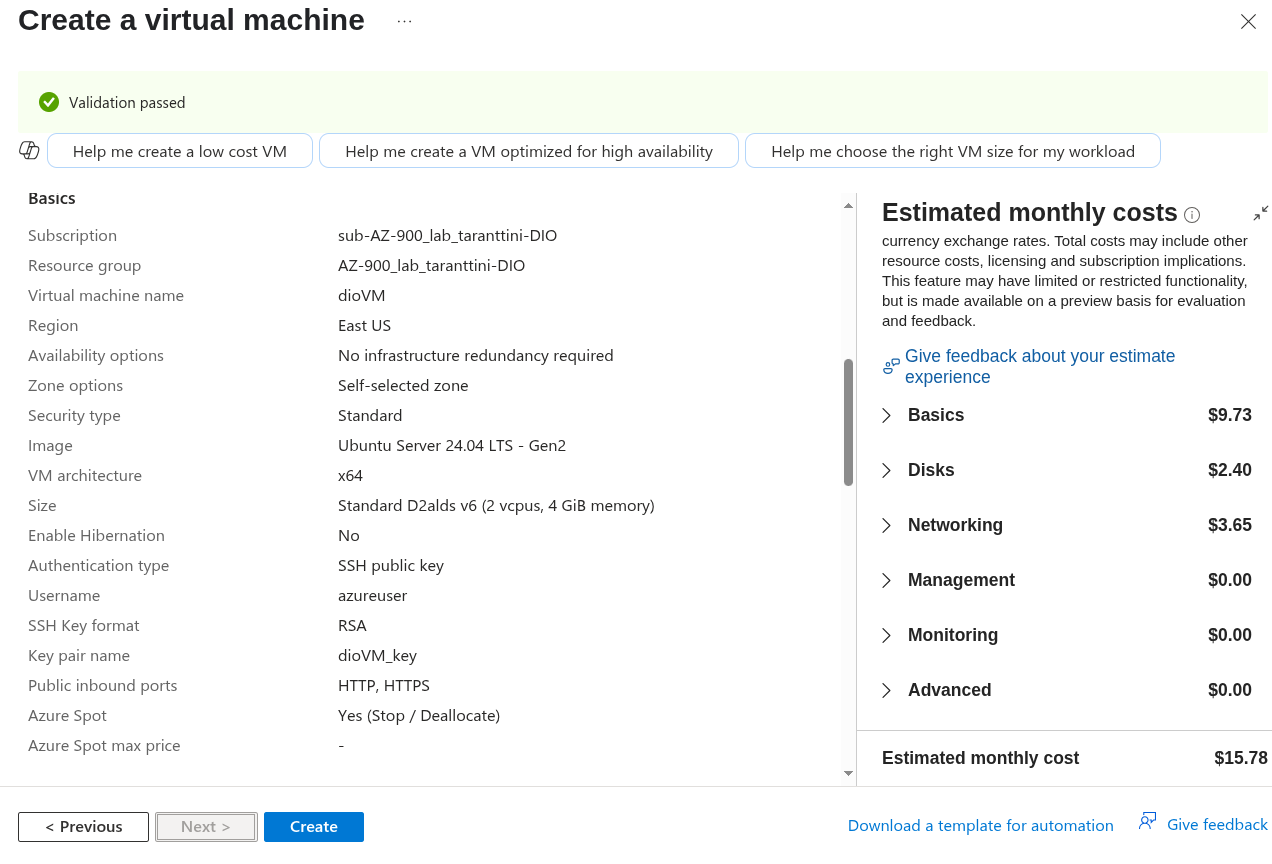 Create a virtual machine ...
Validation passed
Help me create a low cost VM
Help me create a VM optimized for high availability
Help me choose the right VM size for my workload
Basics
Subscription sub-AZ-900_lab_taranttini-DIO
Resource group AZ-900_lab_taranttini-DIO
Virtual machine name dioVM
Region East US
Availability options No infrastructure redundancy required
Zone options Self-selected zone
Security type Standard
Image Ubuntu Server 24.04 LTS - Gen2
VM architecture x64
Size Standard D2alds v6 (2 vcpus, 4 GiB memory)
Enable Hibernation No
Authentication type SSH public key
Username azureuser
SSH Key format RSA
Key pair name dioVM_key
Public inbound ports HTTP, HTTPS
Azure Spot Yes (Stop / Deallocate)
Azure Spot max price -
Estimated monthly costs
currency exchange rates. Total costs may include other
resource costs, licensing and subscription implications.
This feature may have limited or restricted functionality,
but is made available on a preview basis for evaluation
and feedback.
Give feedback about your estimate
experience
Basics $9.73
Disks $2.40
Networking $3.65
Management $0.00
Monitoring $0.00
Advanced $0.00
Estimated monthly cost $15.78
< Previous
Next >
Create
Download a template for automation
Give feedback